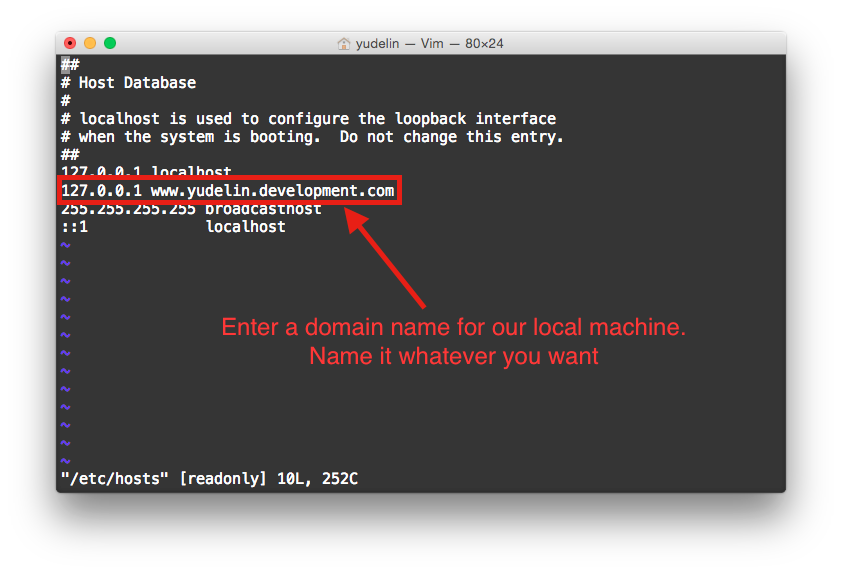 yudelin — Vim — 80×24
##
# Host Database
#
# localhost is used to configure the loopback interface
# when the system is booting.  Do not change this entry.
##
127.0.0.1 localhost
127.0.0.1 www.yudelin.development.com
255.255.255.255 broadcasthost
::1             localhost
~
~
~
~
~
Enter a domain name for our local machine.
~
Name it whatever you want
~
~
~
~
~
~
"/etc/hosts" [readonly] 10L, 252C